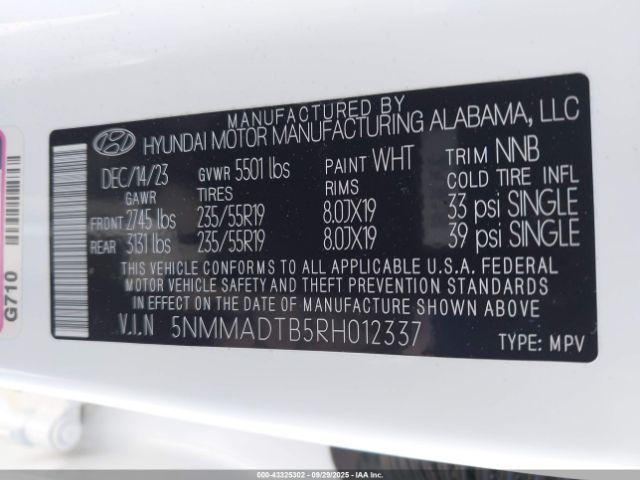 MANUFACTURED BY
HYUNDAI MOTOR MANUFACTURING ALABAMA, LLC
DEC/14/23 GVWR 5501 lbs PAINT WHT TRIM NNB
GAWR TIRES RIMS COLD TIRE INFL
FRONT 2745 lbs 235/55R19 8.0JX19 33 psi SINGLE
REAR 3131 lbs 235/55R19 8.0JX19 39 psi SINGLE
THIS VEHICLE CONFORMS TO ALL APPLICABLE U.S.A. FEDERAL
MOTOR VEHICLE SAFETY AND THEFT PREVENTION STANDARDS
IN EFFECT ON THE DATE OF MANUFACTURE SHOWN ABOVE
V.I.N 5NMMADTB5RH012337 TYPE: MPV
G710
000-43325302 | 09/29/2025 | IAA Inc.